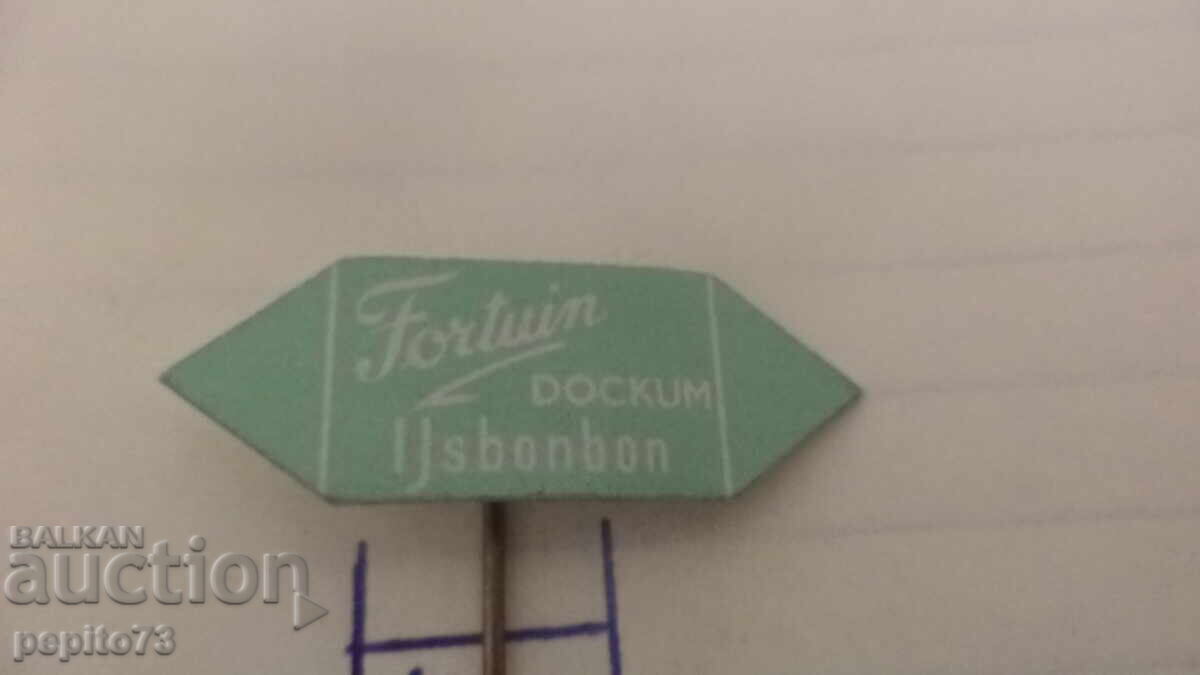 Fortuin
DOCKUM
IJsbonbon
BALKAN
auction
pepito73